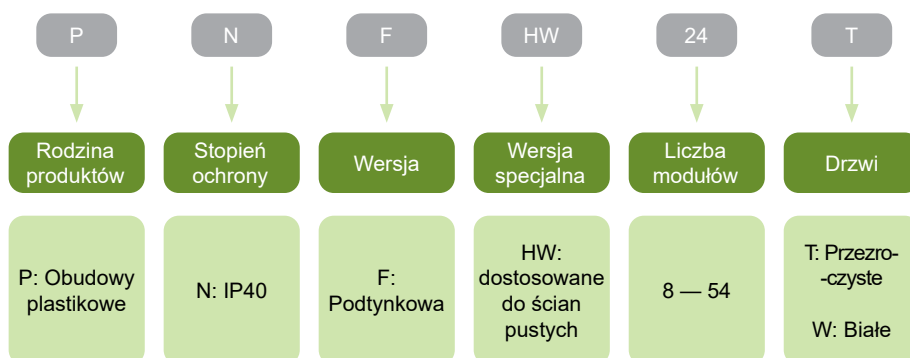 P
N
F
HW
24
T
Rodzina
produktów
Stopień
ochrony
Wersja
Wersja
specjalna
Liczba
modułów
Drzwi
P: Obudowy
plastikowe
N: IP40
F:
Podtynkowa
HW:
dostosowane
do ścian
pustych
8 — 54
T: Przezro-
-czyste
W: Białe